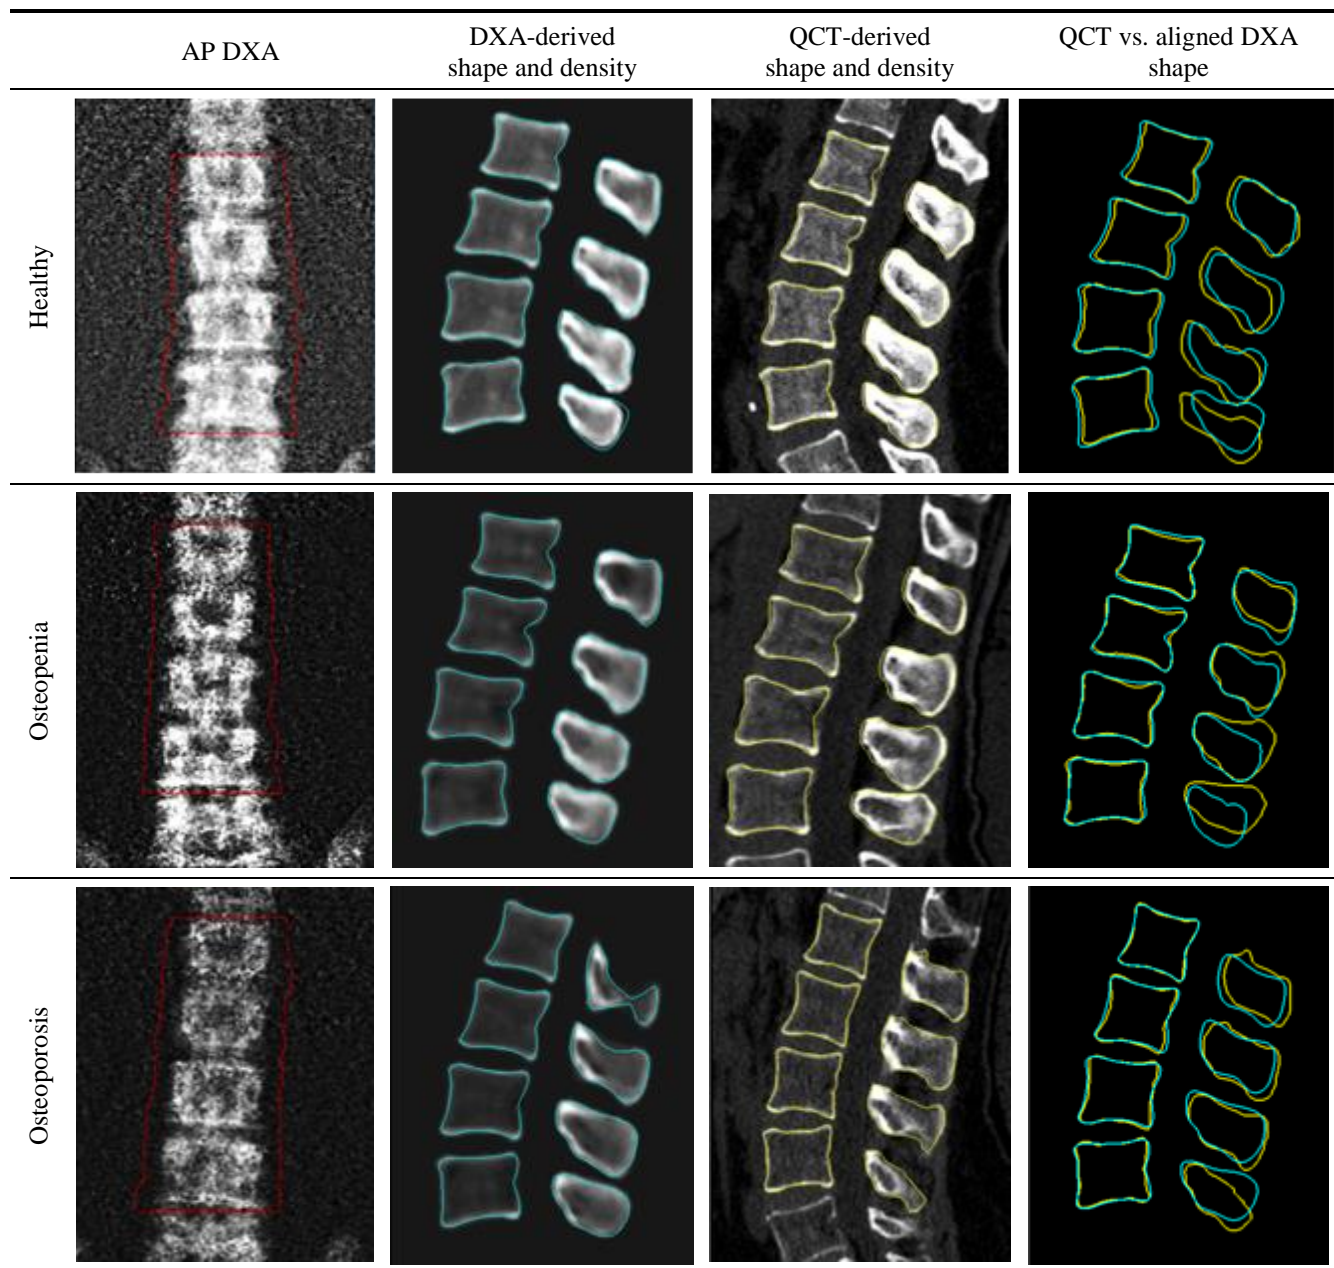 AP DXA
DXA-derived
shape and density
QCT-derived
shape and density
QCT vs. aligned DXA
shape
Healthy
Osteopenia
Osteoporosis